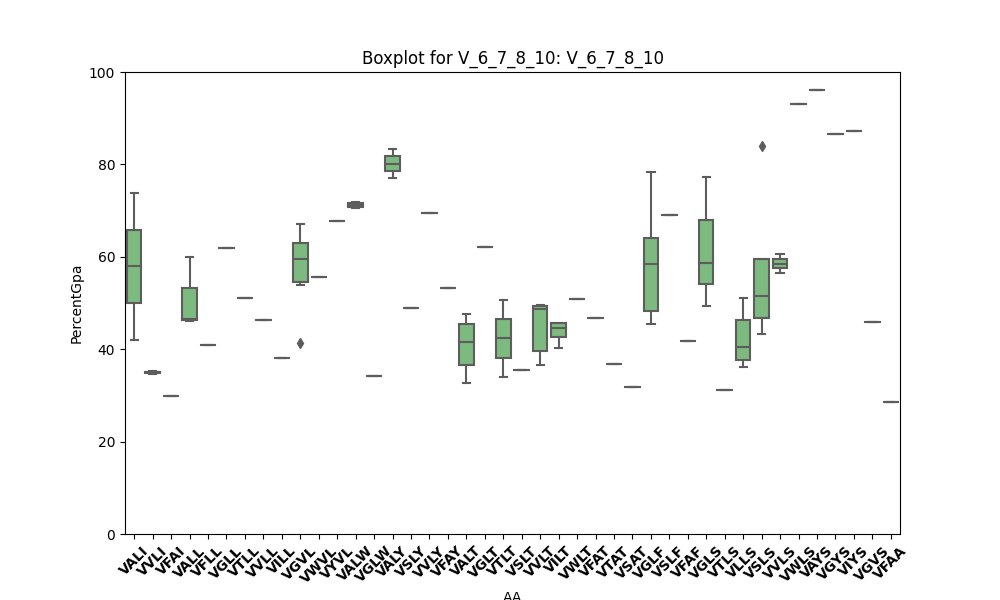 Boxplot for V_6_7_8_10: V_6_7_8_10
100
80
60
40
20
0
PercentGpa
VALI VVLI VFAI VALL VFLL VGLL VTLL VVLL VILL VGVL VWVL VYVL VALW VGLW VALY VSLY VVLY VFAY VALT VGLT VTLT VSLT VVLT VILT VWLT VFAT VTAT VSAT VGLF VSLF VFAF VGLS VTLS VLLS VSLS VVLS VWLS VAYS VGYS VIYS VGVS VFAA
AA